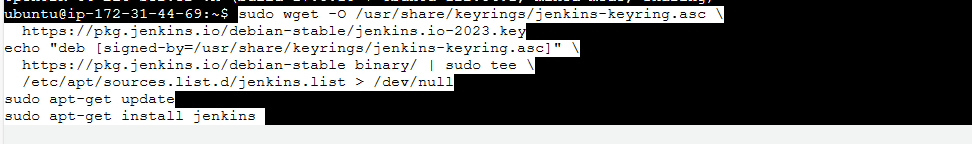 ubuntu@ip-172-31-44-69:~$ sudo wget -O /usr/share/keyrings/jenkins-keyring.asc \
  https://pkg.jenkins.io/debian-stable/jenkins.io-2023.key
echo "deb [signed-by=/usr/share/keyrings/jenkins-keyring.asc]" \
  https://pkg.jenkins.io/debian-stable binary/ | sudo tee \
  /etc/apt/sources.list.d/jenkins.list > /dev/null
sudo apt-get update
sudo apt-get install jenkins